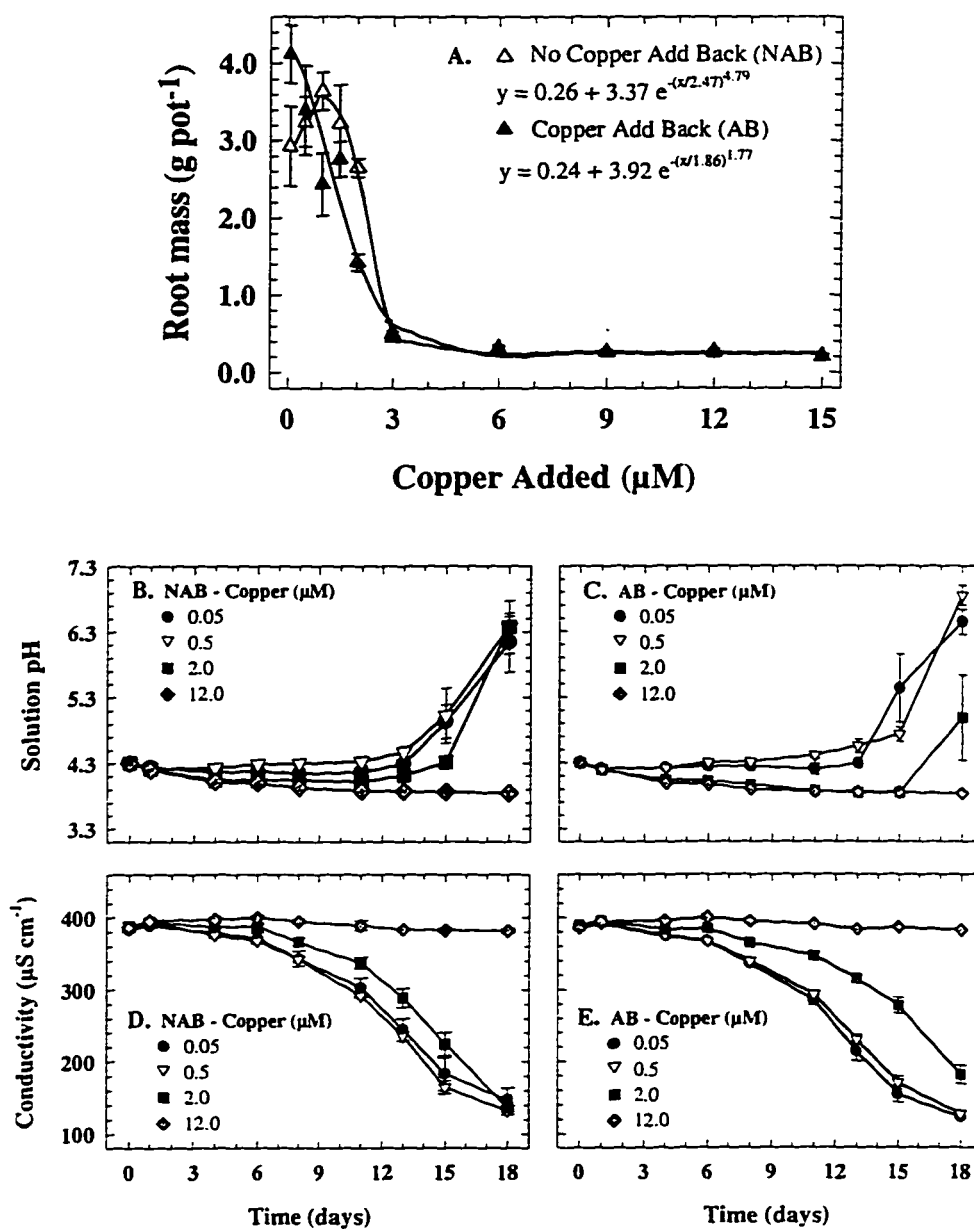 A. △ No Copper Add Back (NAB)
y = 0.26 + 3.37 e^-(x/2.47)^4.79
▲ Copper Add Back (AB)
y = 0.24 + 3.92 e^-(x/1.86)^1.77
Root mass (g pot⁻¹)
4.0
3.0
2.0
1.0
0.0
0 3 6 9 12 15
Copper Added (µM)
B. NAB - Copper (µM)
0.05
0.5
2.0
12.0
Solution pH
7.3
6.3
5.3
4.3
3.3
C. AB - Copper (µM)
0.05
0.5
2.0
12.0
Conductivity (µS cm⁻¹)
400
300
200
100
D. NAB - Copper (µM)
0.05
0.5
2.0
12.0
0 3 6 9 12 15 18
Time (days)
E. AB - Copper (µM)
0.05
0.5
2.0
12.0
0 3 6 9 12 15 18
Time (days)